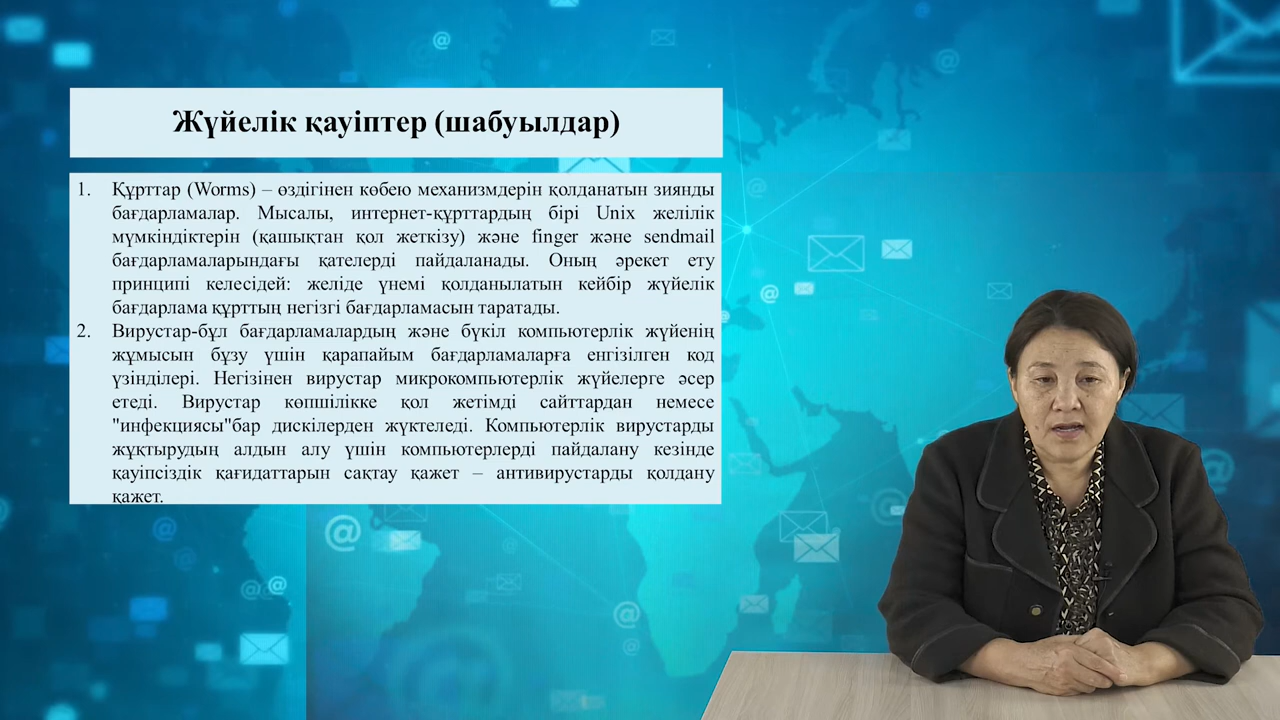 Жүйелік қауіптер (шабуылдар)
1. Құрттар (Worms) – өздігінен көбею механизмдерін қолданатын зиянды
бағдарламалар. Мысалы, интернет-құрттардың бірі Unix желілік
мүмкіндіктерін (қашықтан қол жеткізу) және finger және sendmail
бағдарламаларындағы қателерді пайдаланады. Оның әрекет ету
принципі келесідей: желіде үнемі қолданылатын кейбір жүйелік
бағдарлама құрттың негізгі бағдарламасын таратады.
2. Вирустар-бұл бағдарламалардың және бүкіл компьютерлік жүйенің
жұмысын бұзу үшін қарапайым бағдарламаларға енгізілген код
үзінділері. Негізінен вирустар микрокомпьютерлік жүйелерге әсер
етеді. Вирустар көпшілікке қол жетімді сайттардан немесе
"инфекциясы"бар дискілерден жүктеледі. Компьютерлік вирустарды
жұқтырудың алдын алу үшін компьютерлерді пайдалану кезінде
қауіпсіздік қағидаттарын сақтау қажет – антивирустарды қолдану
қажет.